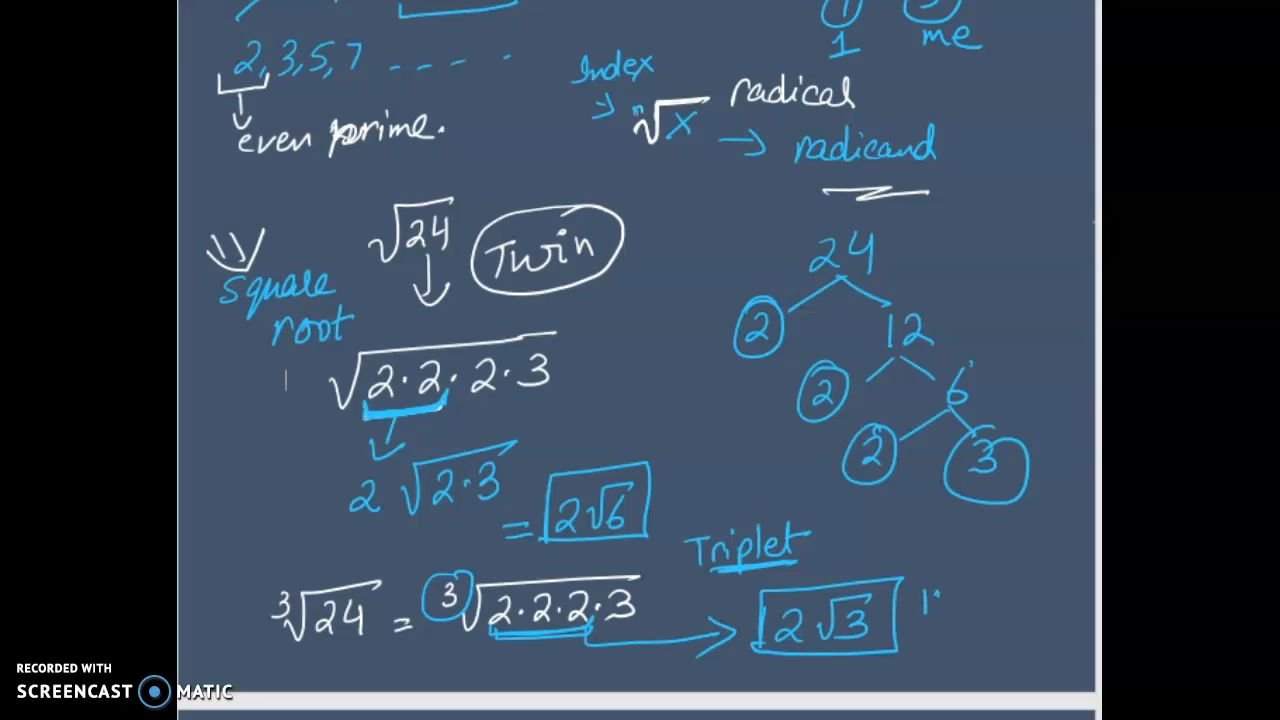 1 me
2, 3, 5, 7 - - - -
even prime.
Index
ⁿ√x radical
radicand
√24 Twin
Square
root
√2·2·2·3
2 √2·3
= 2√6
24
2 12
2 6
2 3
Triplet
³√24 = ³√2·2·2·3 → 2√3
RECORDED WITH
SCREENCAST MATIC